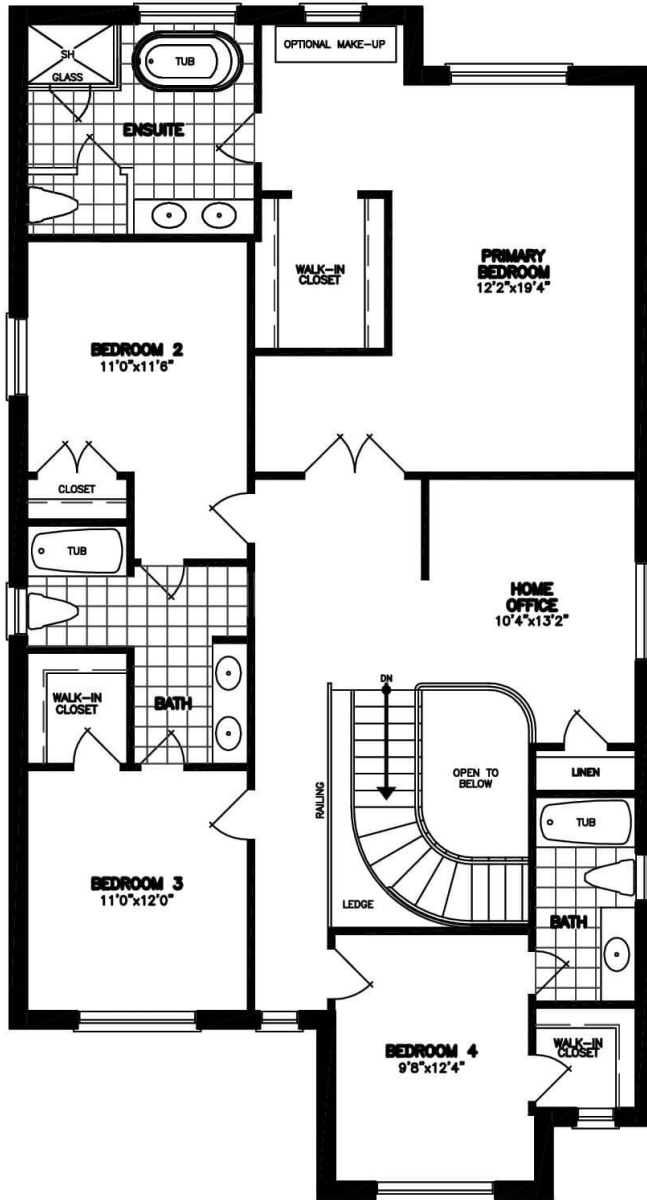 OPTIONAL MAKE-UP
SH
GLASS
TUB
ENSUITE
WALK-IN
CLOSET
PRIMARY
BEDROOM
12'2"x19'4"
BEDROOM 2
11'0"x11'6"
CLOSET
TUB
HOME
OFFICE
10'4"x13'2"
WALK-IN
CLOSET
BATH
DN
OPEN TO
BELOW
LINEN
RAILING
TUB
BEDROOM 3
11'0"x12'0"
LEDGE
BATH
BEDROOM 4
9'8"x12'4"
WALK-IN
CLOSET